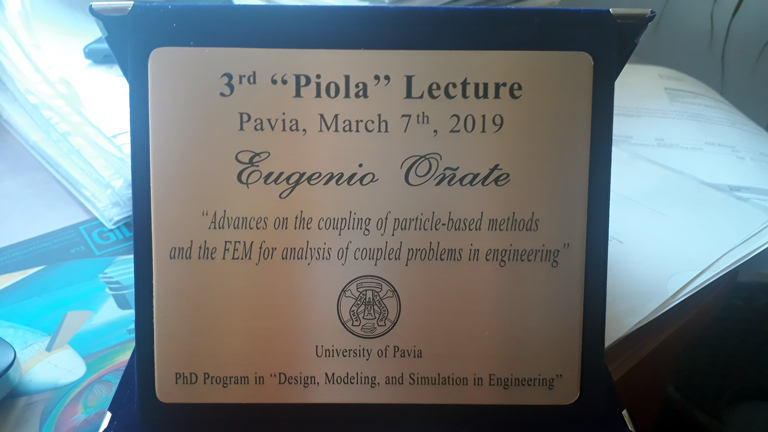 3rd “Piola” Lecture
Pavia, March 7th, 2019
Eugenio Oñate
“Advances on the coupling of particle-based methods
and the FEM for analysis of coupled problems in engineering”
University of Pavia
PhD Program in “Design, Modeling, and Simulation in Engineering”